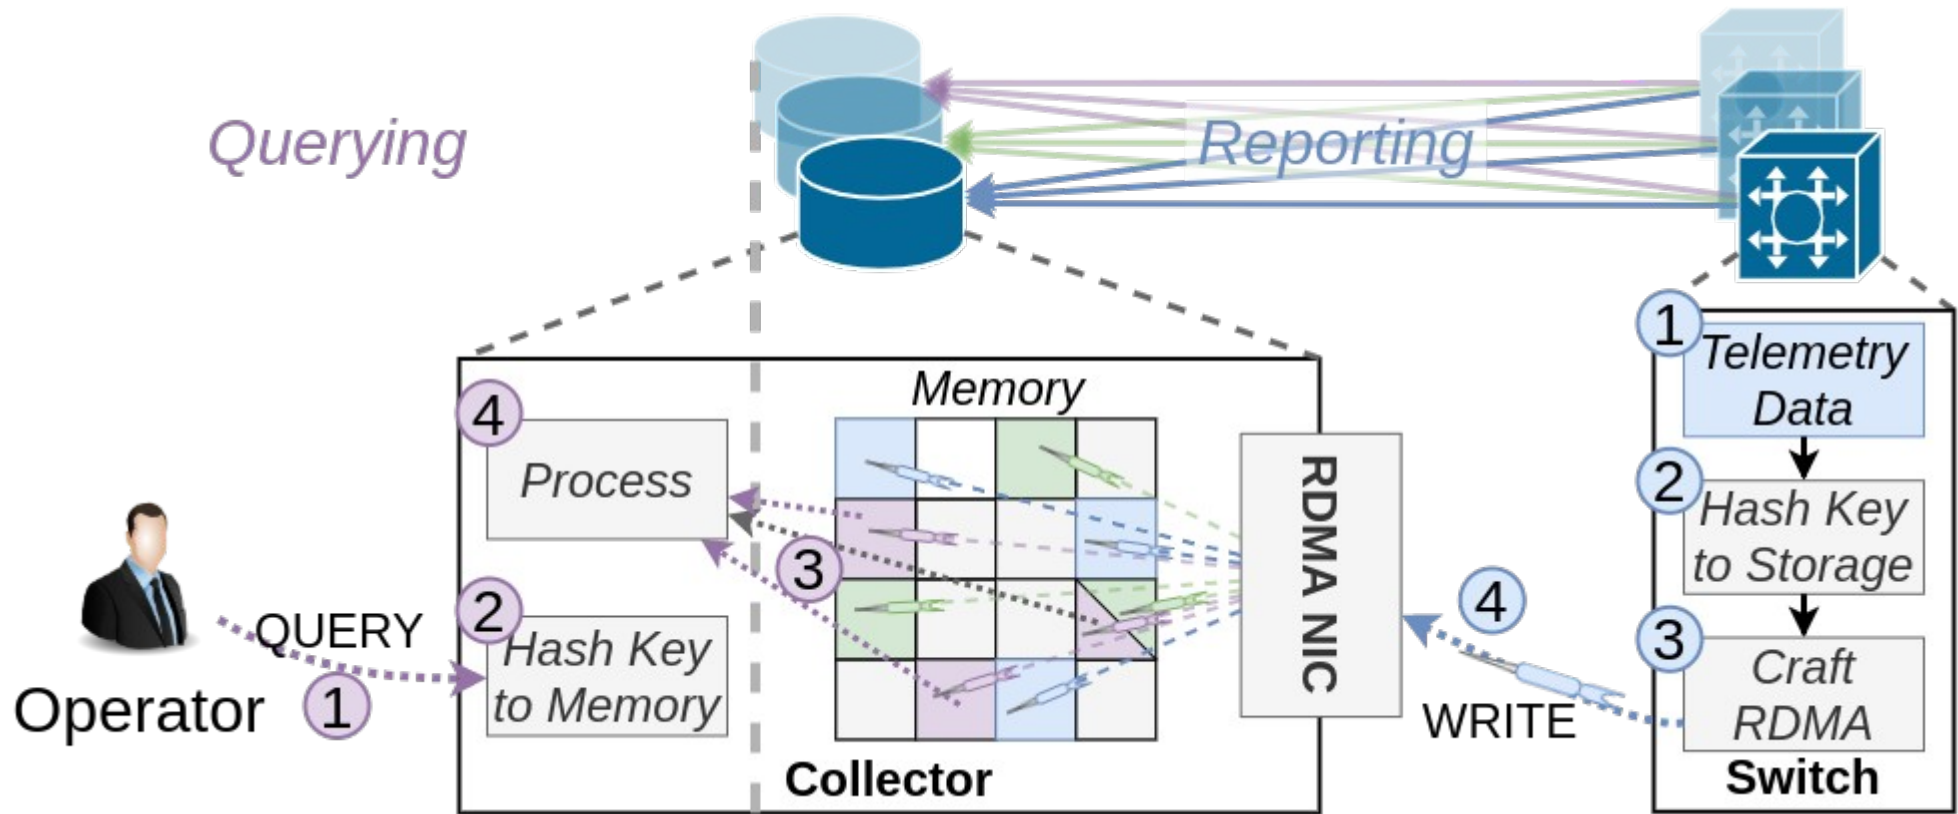 Querying
Reporting
1
Telemetry
Data
2
Hash Key
to Storage
3
Craft
RDMA
Switch
4
WRITE
RDMA NIC
Memory
4
Process
3
2
Hash Key
to Memory
QUERY
1
Operator
Collector